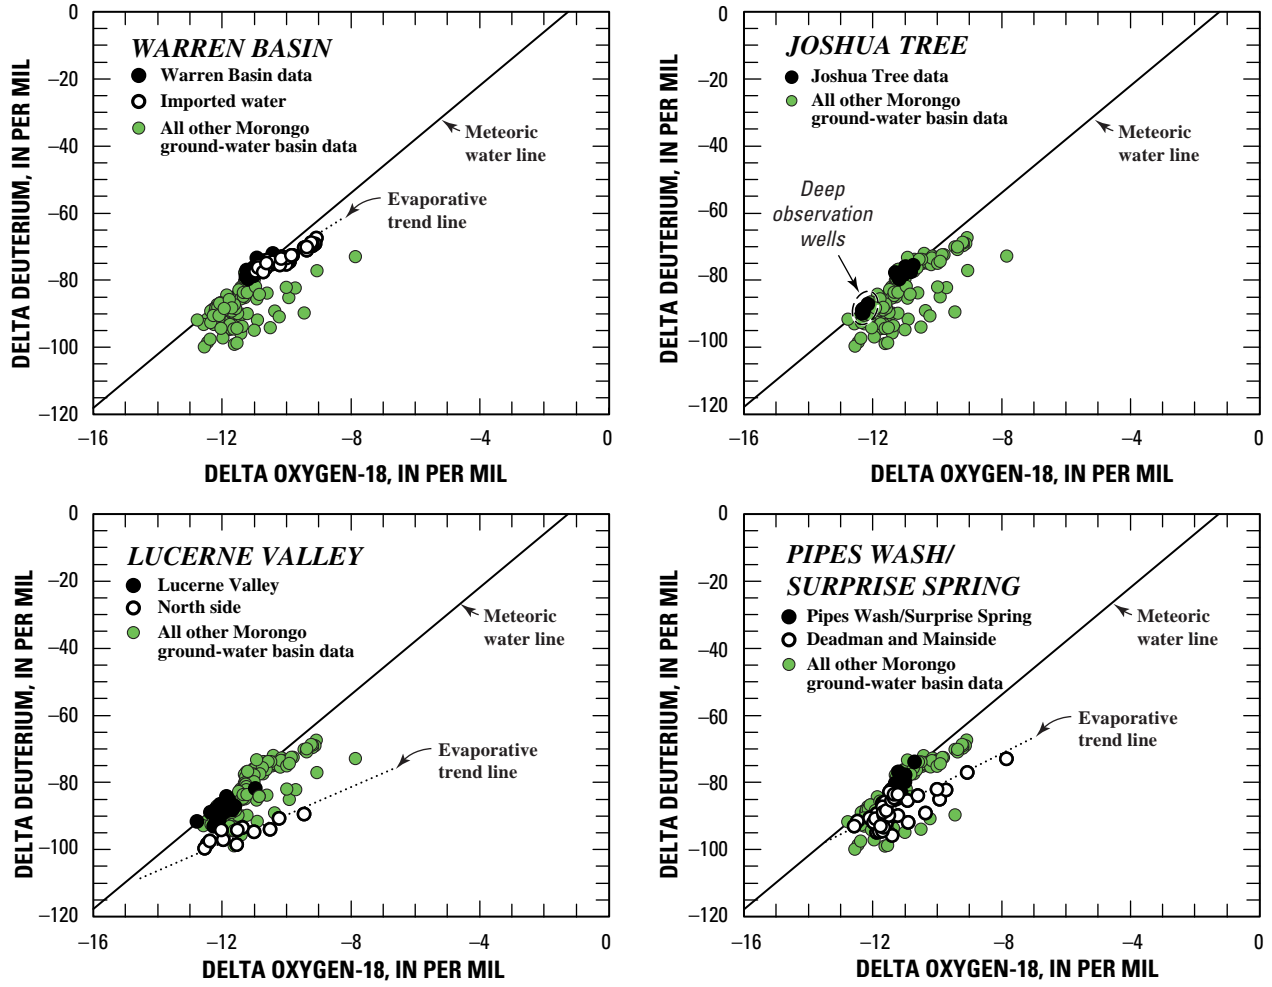 WARREN BASIN
Warren Basin data
Imported water
All other Morongo
ground-water basin data
Meteoric
water line
Evaporative
trend line
DELTA DEUTERIUM, IN PER MIL
0
–20
–40
–60
–80
–100
–120
–16
–12
–8
–4
0
DELTA OXYGEN-18, IN PER MIL
JOSHUA TREE
Joshua Tree data
All other Morongo
ground-water basin data
Meteoric
water line
Deep
observation
wells
DELTA DEUTERIUM, IN PER MIL
0
–20
–40
–60
–80
–100
–120
–16
–12
–8
–4
0
DELTA OXYGEN-18, IN PER MIL
LUCERNE VALLEY
Lucerne Valley
North side
All other Morongo
ground-water basin data
Meteoric
water line
Evaporative
trend line
DELTA DEUTERIUM, IN PER MIL
0
–20
–40
–60
–80
–100
–120
–16
–12
–8
–4
0
DELTA OXYGEN-18, IN PER MIL
PIPES WASH/
SURPRISE SPRING
Pipes Wash/Surprise Spring
Deadman and Mainside
All other Morongo
ground-water basin data
Meteoric
water line
Evaporative
trend line
DELTA DEUTERIUM, IN PER MIL
0
–20
–40
–60
–80
–100
–120
–16
–12
–8
–4
0
DELTA OXYGEN-18, IN PER MIL